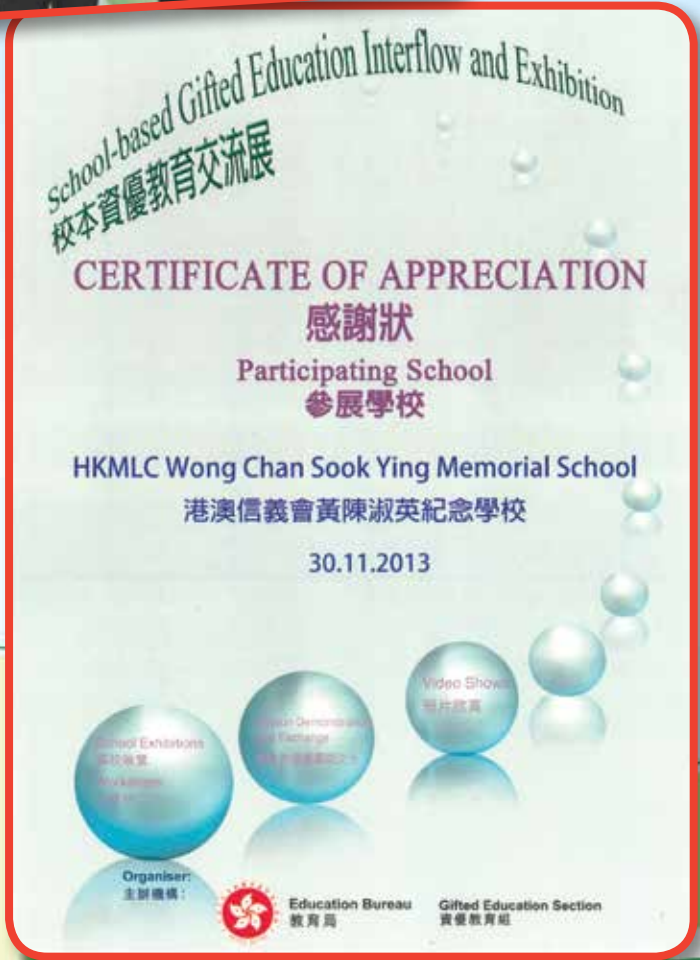 School-based Gifted Education Interflow and Exhibition
校本資優教育交流展
CERTIFICATE OF APPRECIATION
感謝狀
Participating School
參展學校
HKMLC Wong Chan Sook Ying Memorial School
港澳信義會黃陳淑英紀念學校
30.11.2013
School Exhibitions
Workshops
Demonstration
Exchange
Video Shows
Organiser:
主辦機構：
Education Bureau
教育局
Gifted Education Section
資優教育組